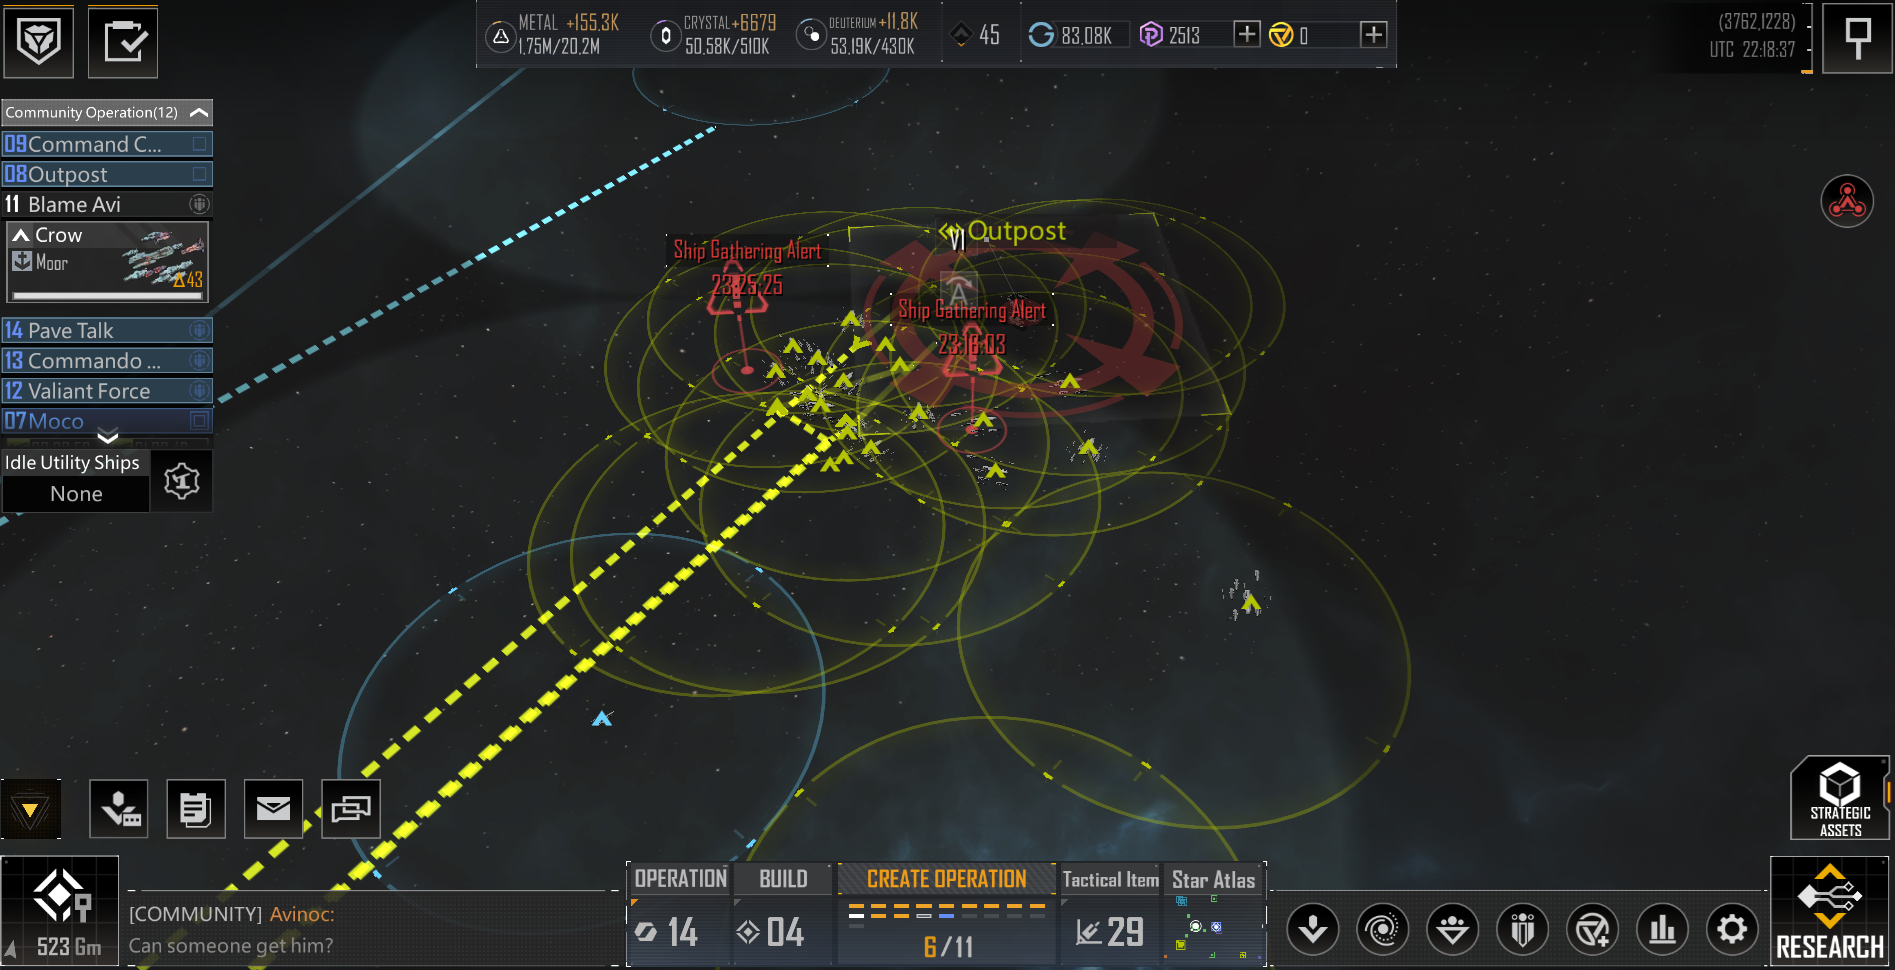 METAL +155.3K
1.75M/20.2M
CRYSTAL+6679
50.58K/510K
DEUTERIUM+11.8K
53.19K/430K
45
83.08K
2513
0
(3762,1228)
UTC 22:18:37
Community Operation(12)
09Command C...
08Outpost
11 Blame Avi
Crow
Moor
43
14 Pave Talk
13 Commando ...
12 Valiant Force
07Moco
Idle Utility Ships
None
Outpost
VI
Ship Gathering Alert
23:25:25
Ship Gathering Alert
A
STRATEGIC
ASSETS
523 Gm
[COMMUNITY] Avinoc:
Can someone get him?
OPERATION
14
BUILD
04
CREATE OPERATION
6/11
Tactical Item
29
Star Atlas
RESEARCH